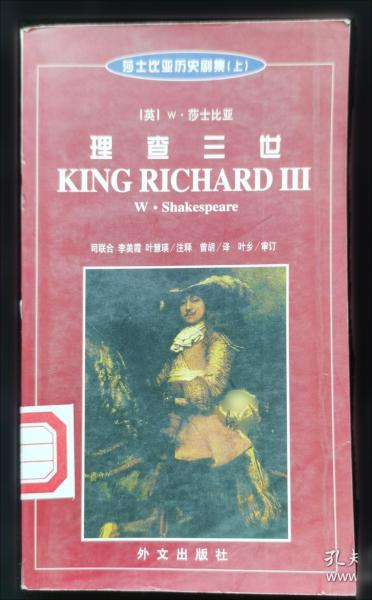 莎士比亚历史剧集(上)
[英] W·莎士比亚
理查三世
KING RICHARD III
W·Shakespeare
司联合 李美霞 叶慧瑛/注释 曾胡/译 叶乡/审订
外文出版社